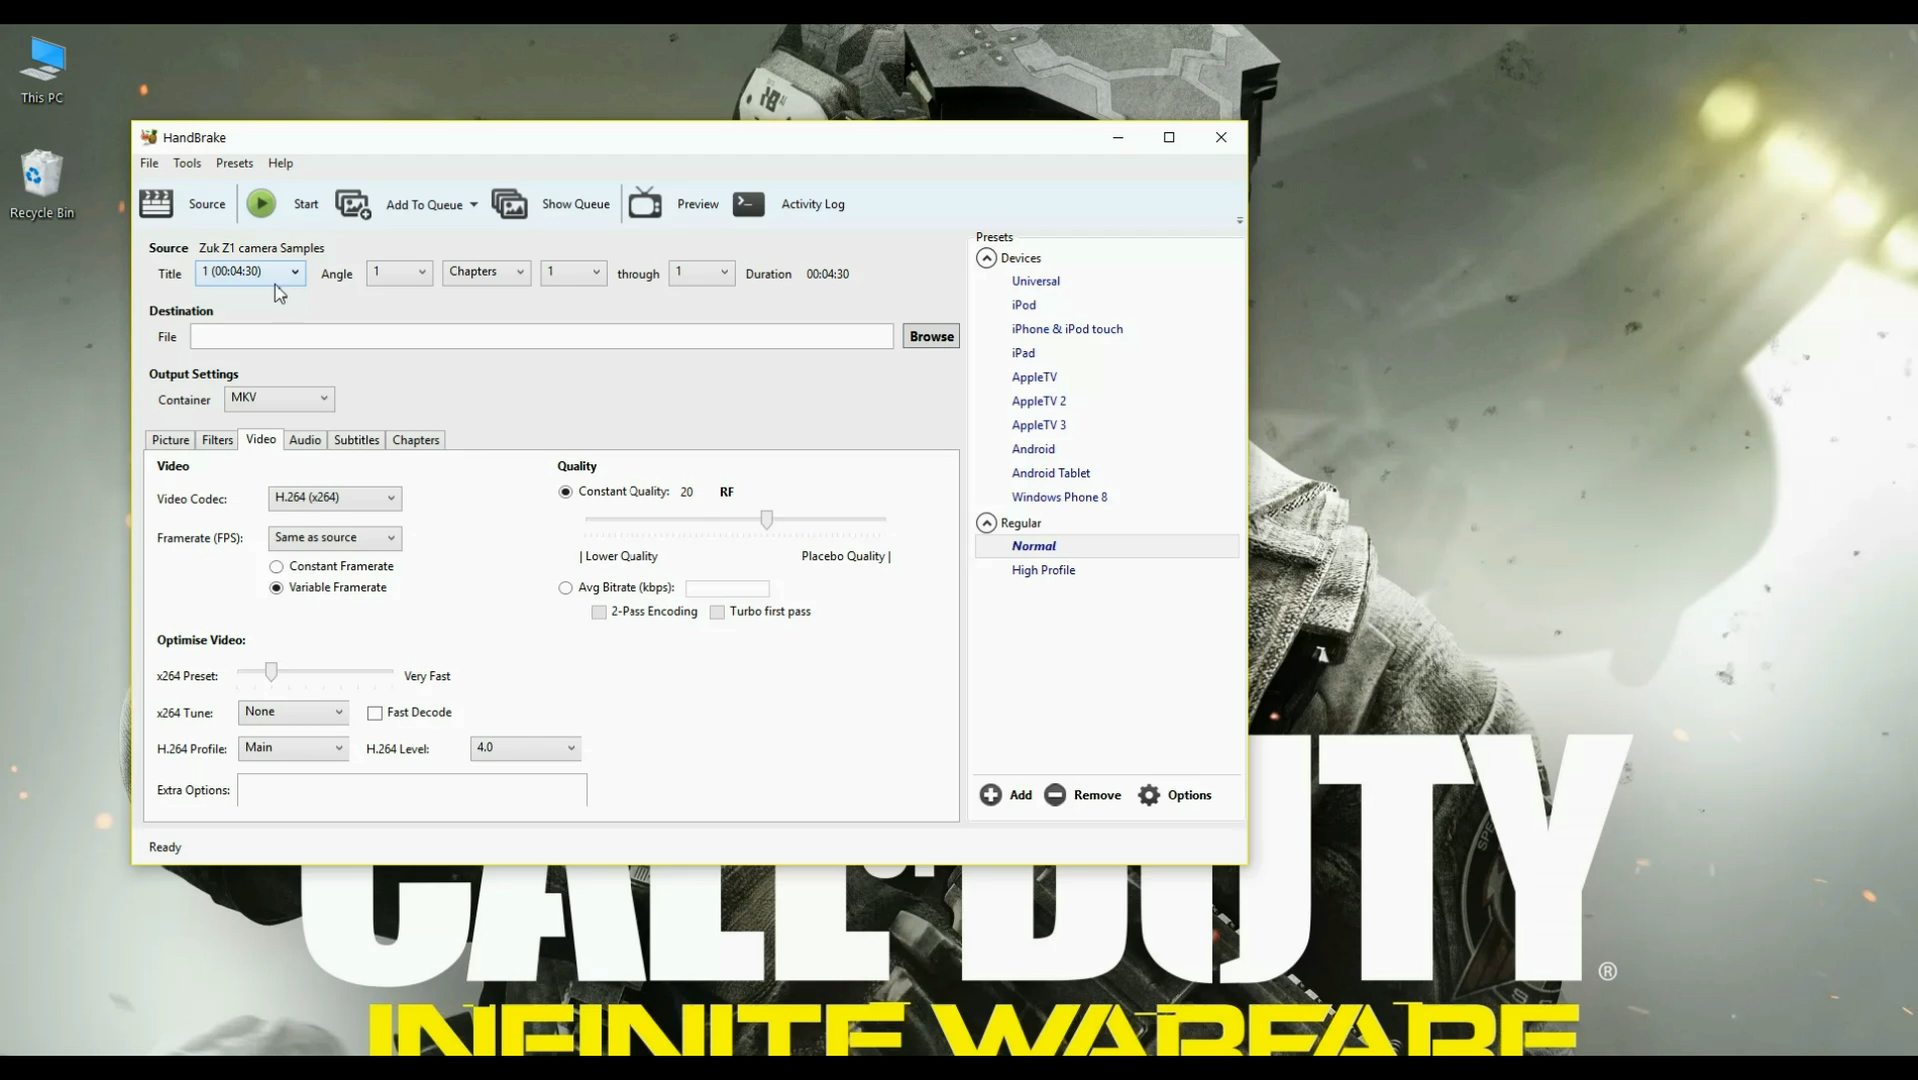 This PC
Recycle Bin
HandBrake
File Tools Presets Help
Source Start Add To Queue Show Queue Preview Activity Log
Source Zuk Z1 camera Samples
Title 1 (00:04:30) Angle 1 Chapters 1 through 1 Duration 00:04:30
Destination
File Browse
Output Settings
Container MKV
Picture Filters Video Audio Subtitles Chapters
Video
Video Codec: H.264 (x264)
Framerate (FPS): Same as source
Constant Framerate
Variable Framerate
Quality
Constant Quality: 20 RF
| Lower Quality Placebo Quality |
Avg Bitrate (kbps):
2-Pass Encoding Turbo first pass
Optimise Video:
x264 Preset: Very Fast
x264 Tune: None Fast Decode
H.264 Profile: Main H.264 Level: 4.0
Extra Options:
Presets
Devices
Universal
iPod
iPhone & iPod touch
iPad
AppleTV
AppleTV 2
AppleTV 3
Android
Android Tablet
Windows Phone 8
Regular
Normal
High Profile
Add Remove Options
Ready
CALL OF DUTY®
INFINITE WARFARE